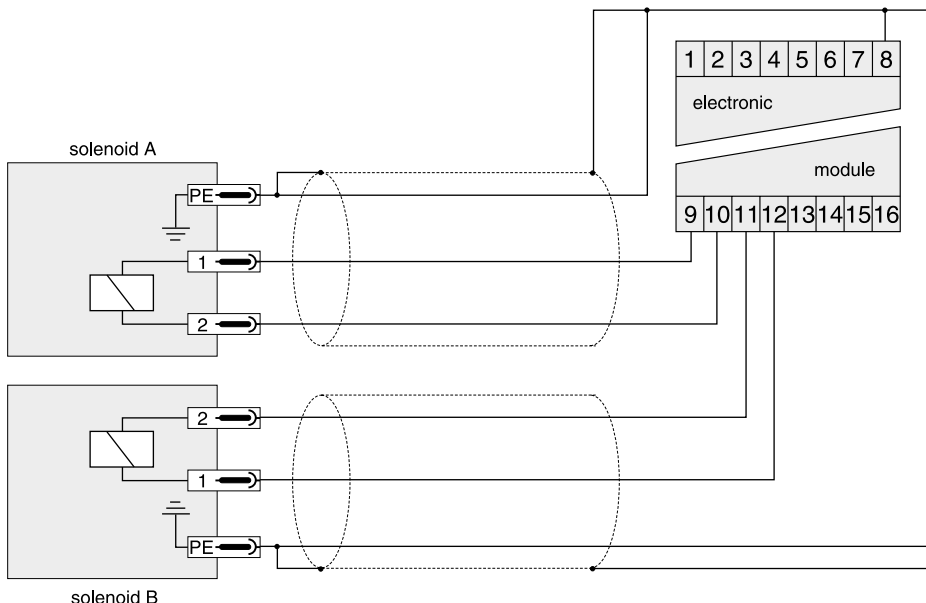 1 2 3 4 5 6 7 8
electronic
solenoid A
module
PE
9 10 11 12 13 14 15 16
1
2
2
1
PE
solenoid B